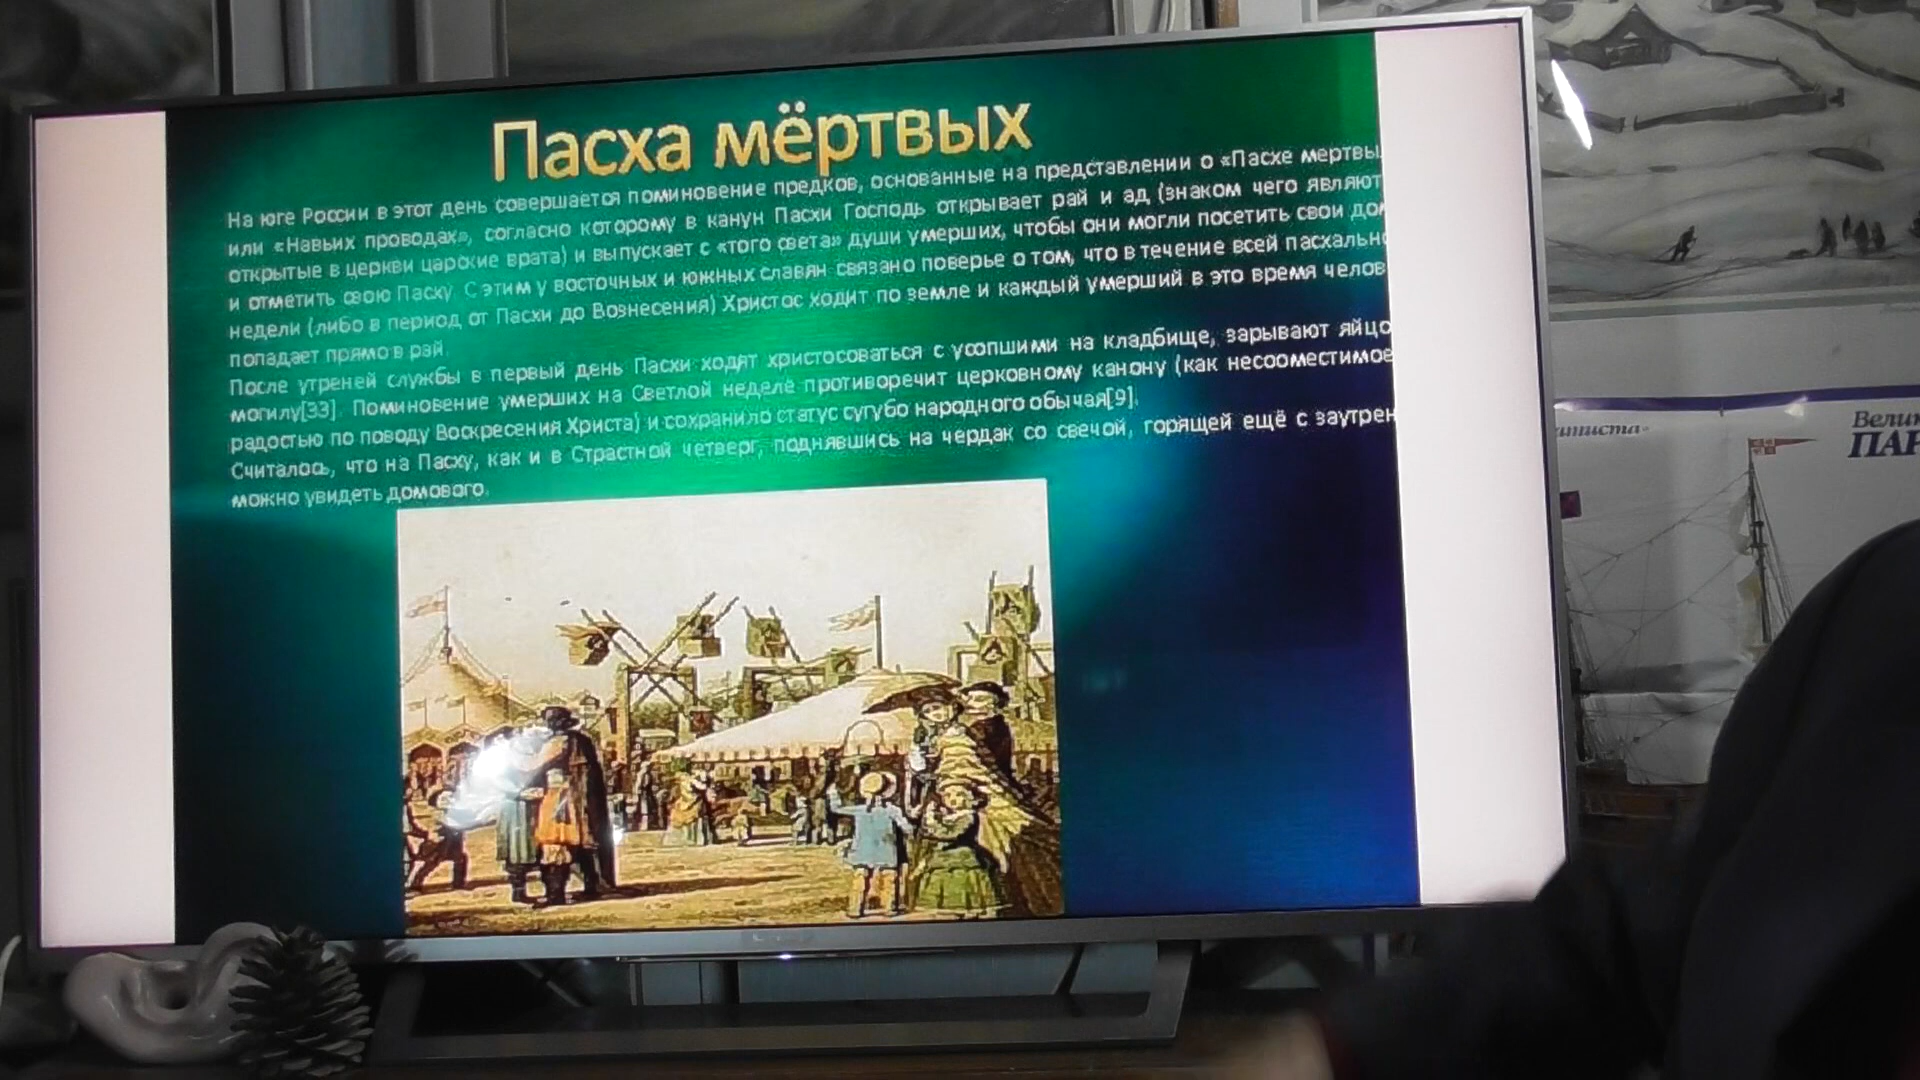 Пасха мёртвых
На юге России в этот день совершается поминовение предков, основанные на представлении о «Пасхе мертвы
или «Навьих проводах», согласно которому в канун Пасхи Господь открывает рай и ад (знаком чего являют
открытые в церкви царские врата) и выпускает с «того света» души умерших, чтобы они могли посетить свои до
и отметить свою Пасху. С этим у восточных и южных славян связано поверье о том, что в течение всей пасхальн
недели (либо в период от Пасхи до Вознесения) Христос ходит по земле и каждый умерший в это время челов
попадает прямо в рай.
После утреней службы в первый день Пасхи ходят христосоваться с усопшими на кладбище, зарывают яйцо
могилу[33]. Поминовение умерших на Светлой неделе противоречит церковному канону (как несооместимое
радостью по поводу Воскресения Христа) и сохранило статус сугубо народного обычая[9].
Считалось, что на Пасху, как и в Страстной четверг, поднявшись на чердак со свечой, горящей ещё с заутрен
можно увидеть домового.
Велик
ПАР